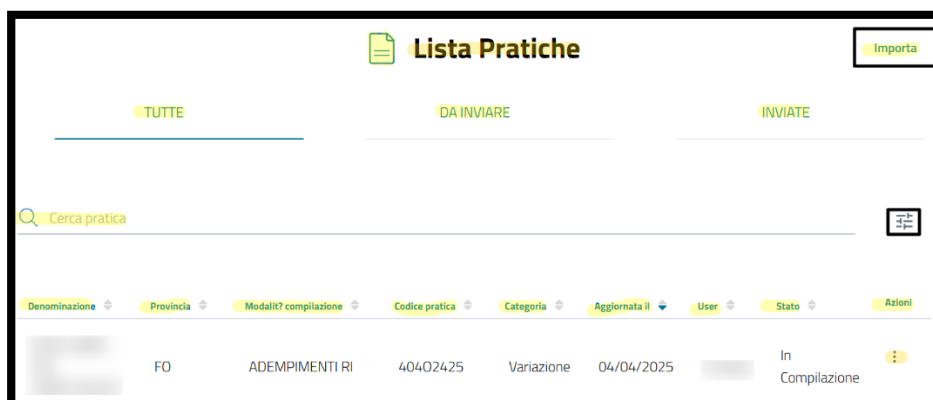 Lista Pratiche
Importa
TUTTE DA INVIARE INVIATE
Cerca pratica
Denominazione Provincia Modalit? compilazione Codice pratica Categoria Aggiornata il User Stato Azioni
FO ADEMPIMENTI RI 404O2425 Variazione 04/04/2025 In
Compilazione